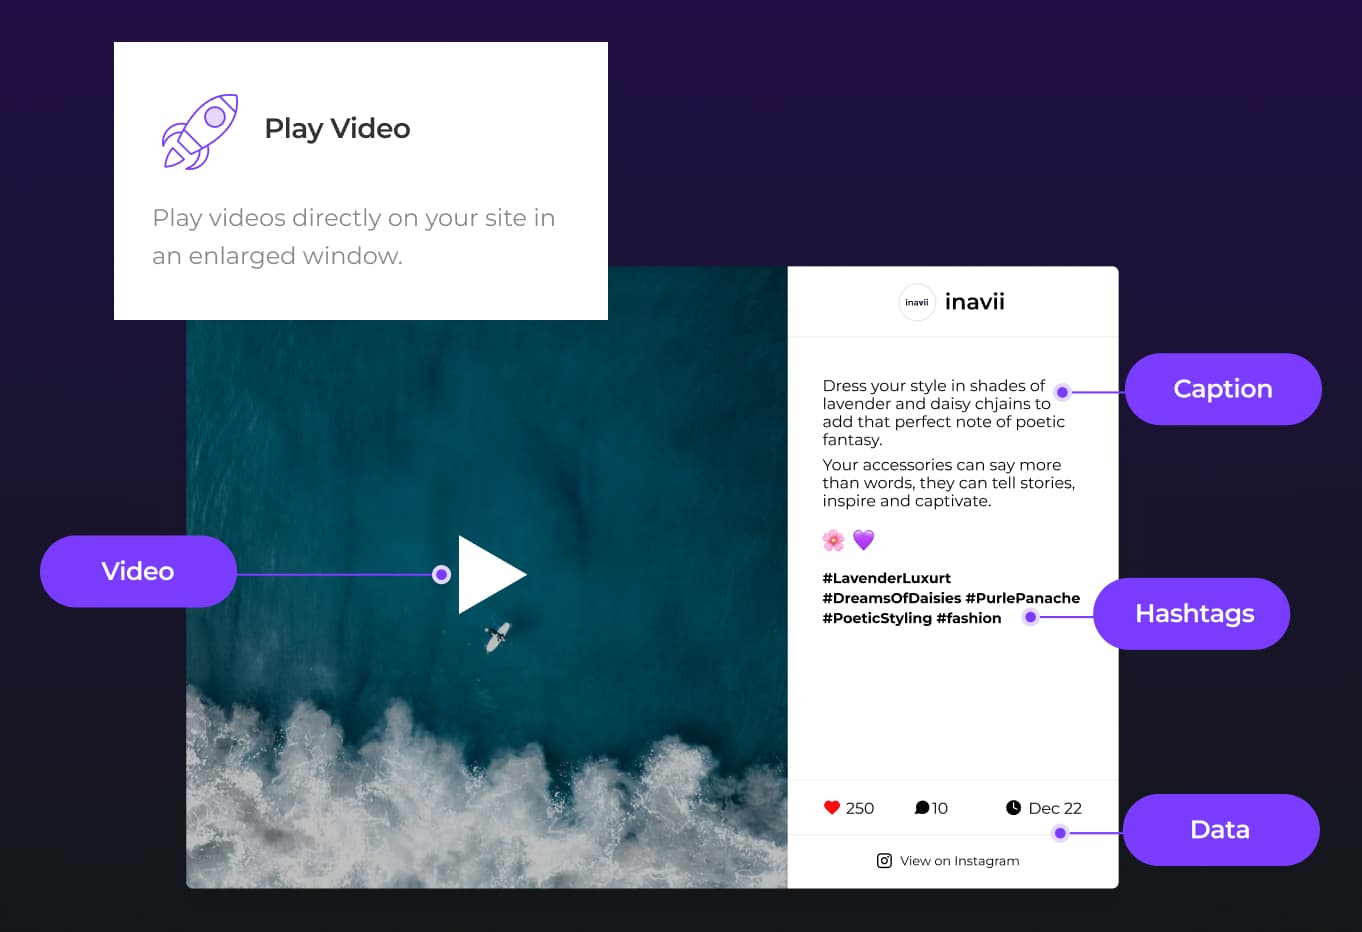 Play Video
Play videos directly on your site in
an enlarged window.
inavii inavii
Dress your style in shades of
lavender and daisy chjains to
add that perfect note of poetic
fantasy.
Your accessories can say more
than words, they can tell stories,
inspire and captivate.
🌸 💜
#LavenderLuxurt
#DreamsOfDaisies #PurlePanache
#PoeticStyling #fashion
250 10 Dec 22
View on Instagram
Caption
Video
Hashtags
Data